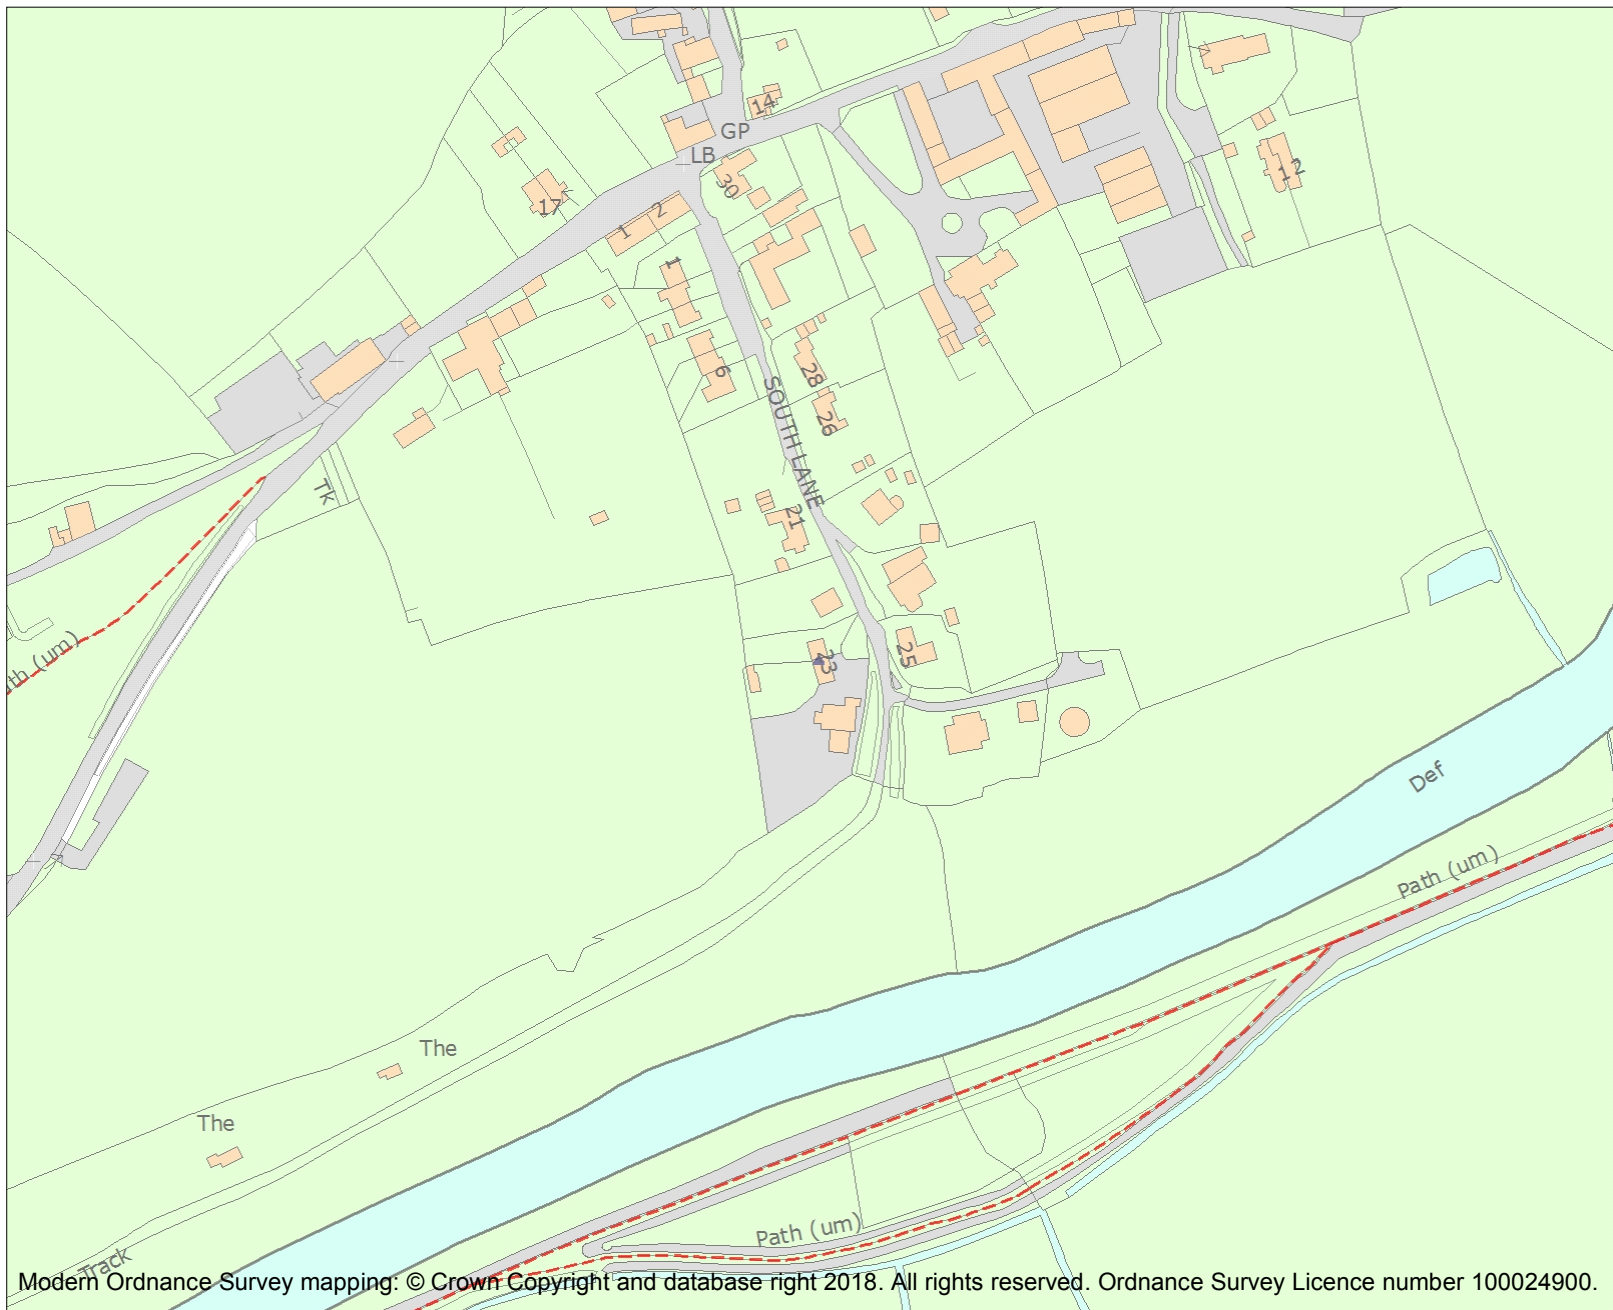 14
GP
LB
30
17
1 2
1
12
6
28
26
SOUTH LANE
21
Tk
Path (um)
23
25
Def
Path (um)
The
The
Path (um)
Track
Modern Ordnance Survey mapping: © Crown Copyright and database right 2018. All rights reserved. Ordnance Survey Licence number 100024900.